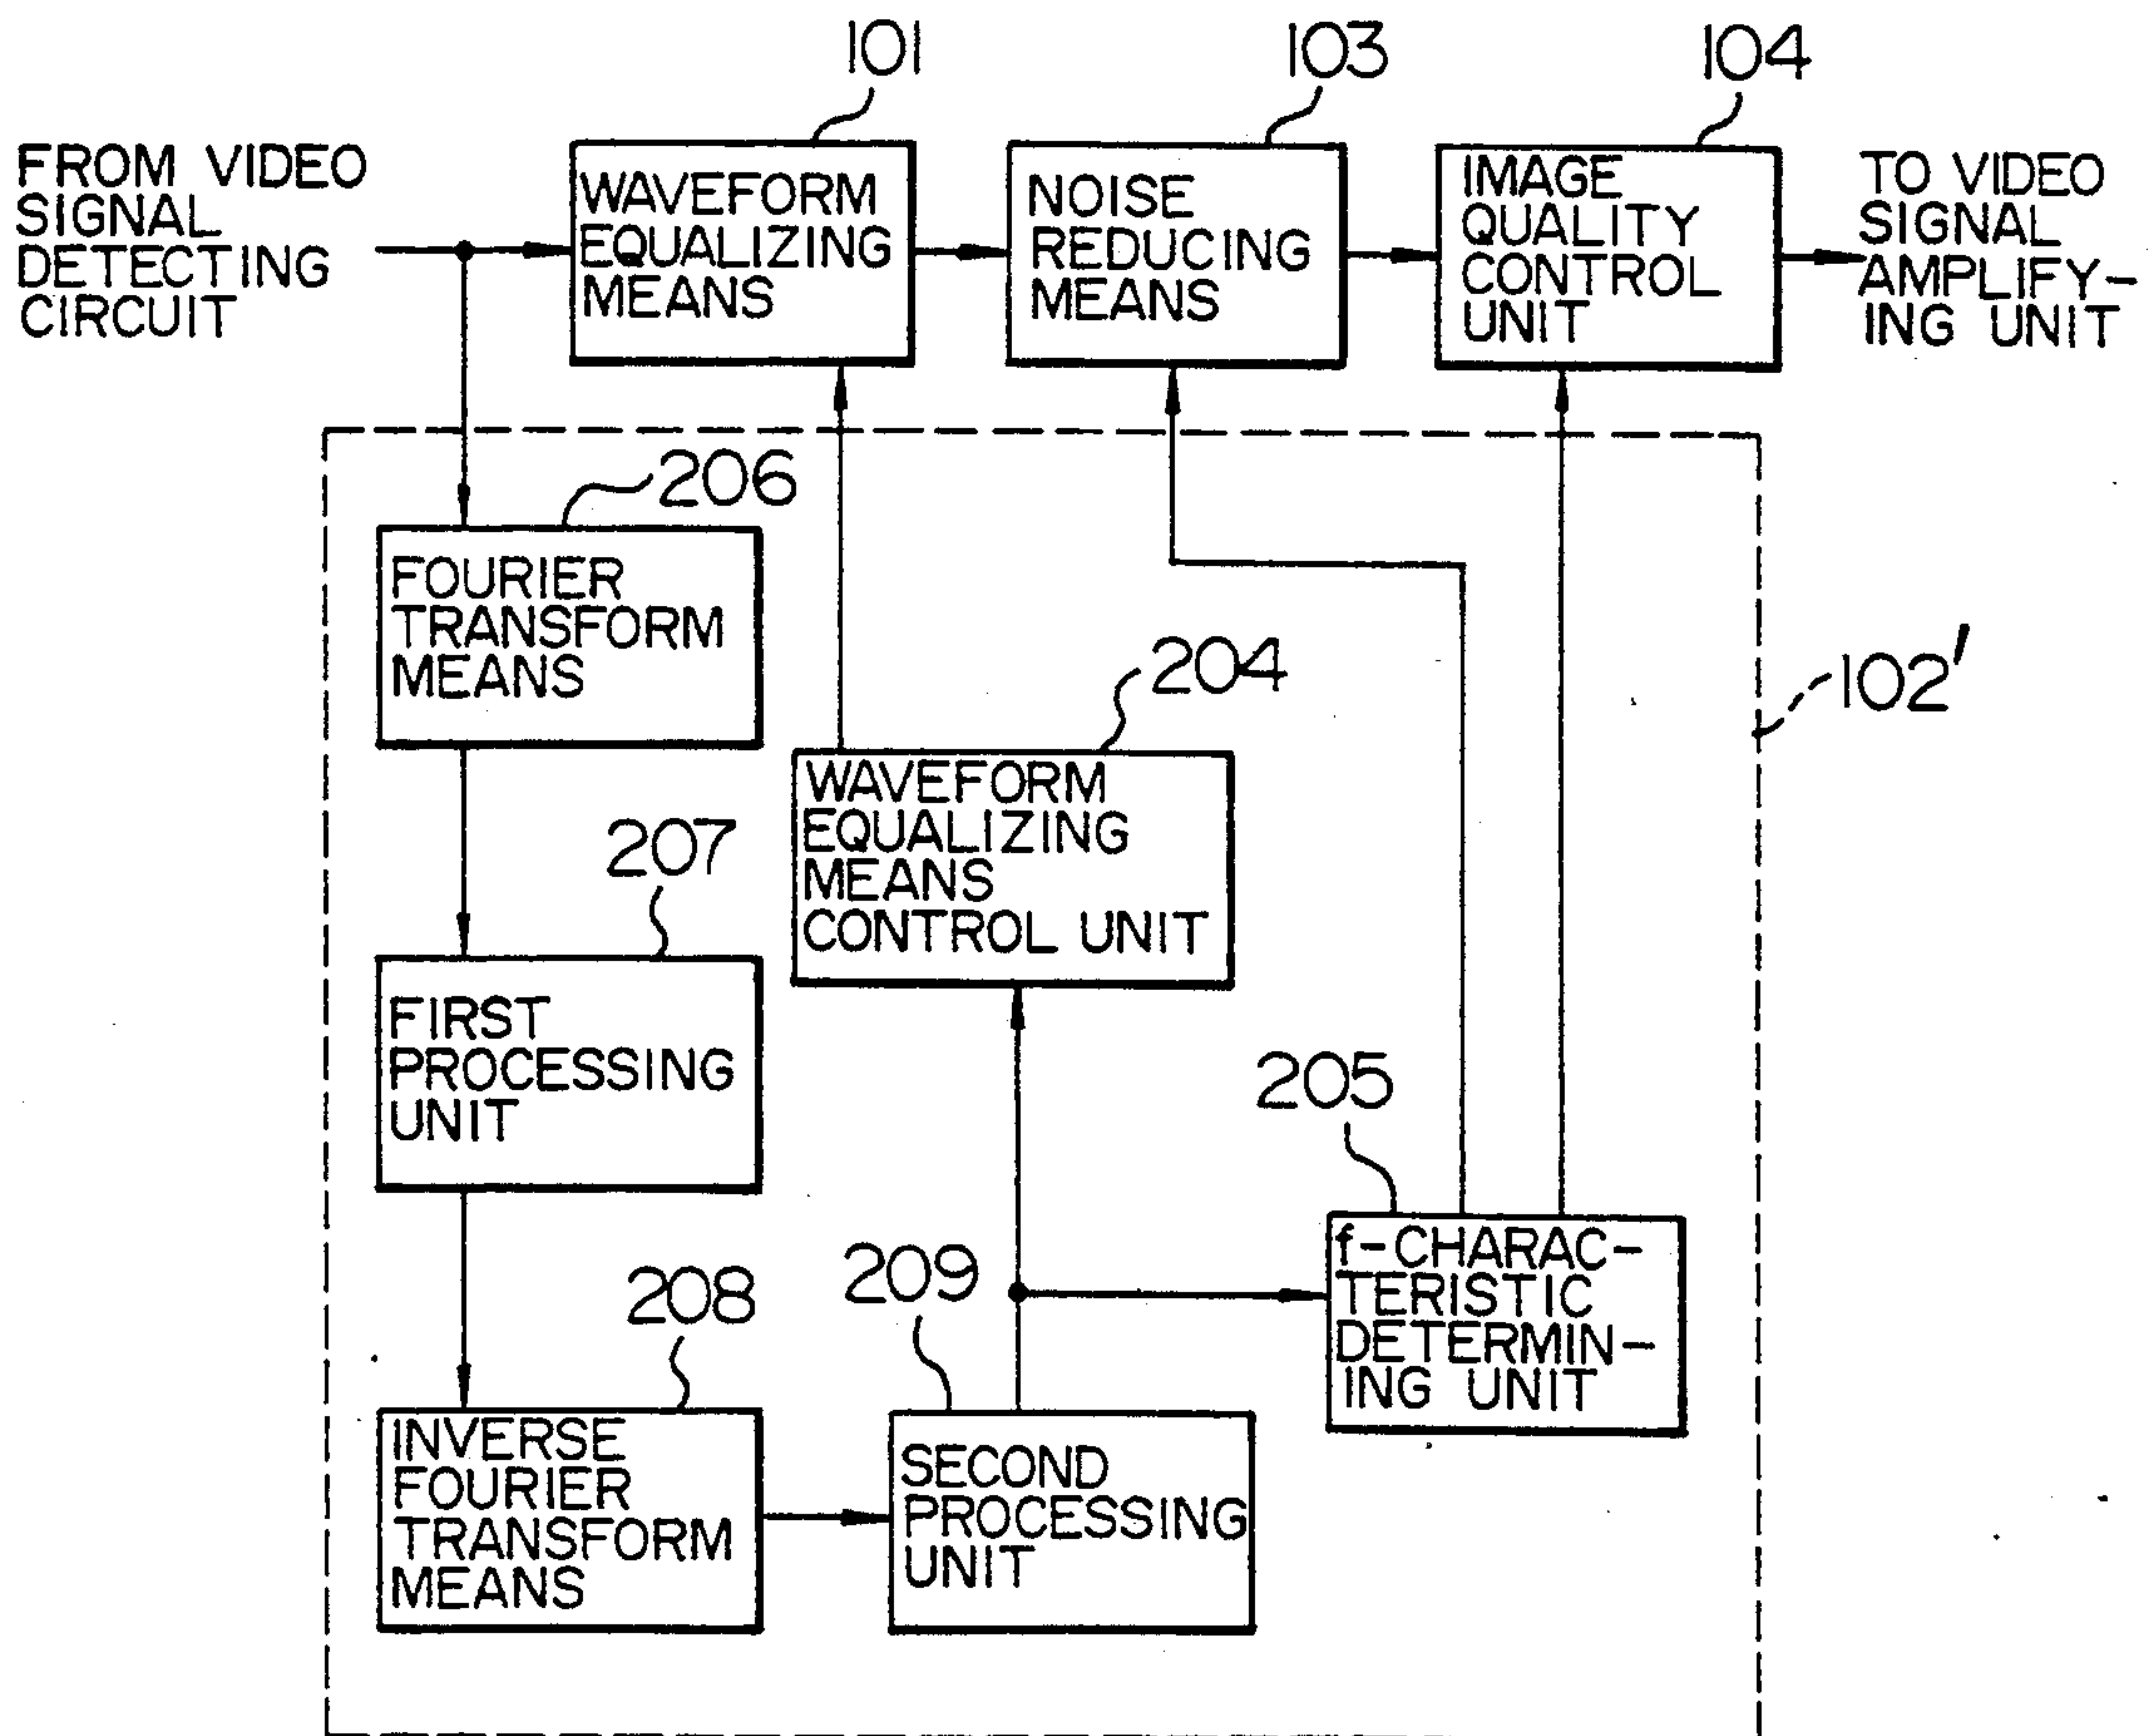 101
103
104
FROM VIDEO
SIGNAL
DETECTING
CIRCUIT
WAVEFORM
EQUALIZING
MEANS
NOISE
REDUCING
MEANS
IMAGE
QUALITY
CONTROL
UNIT
TO VIDEO
SIGNAL
AMPLIFY-
ING UNIT
206
FOURIER
TRANSFORM
MEANS
204
102'
WAVEFORM
EQUALIZING
MEANS
CONTROL UNIT
207
FIRST
PROCESSING
UNIT
205
f-CHARAC-
TERISTIC
DETERMIN-
ING UNIT
208
209
INVERSE
FOURIER
TRANSFORM
MEANS
SECOND
PROCESSING
UNIT